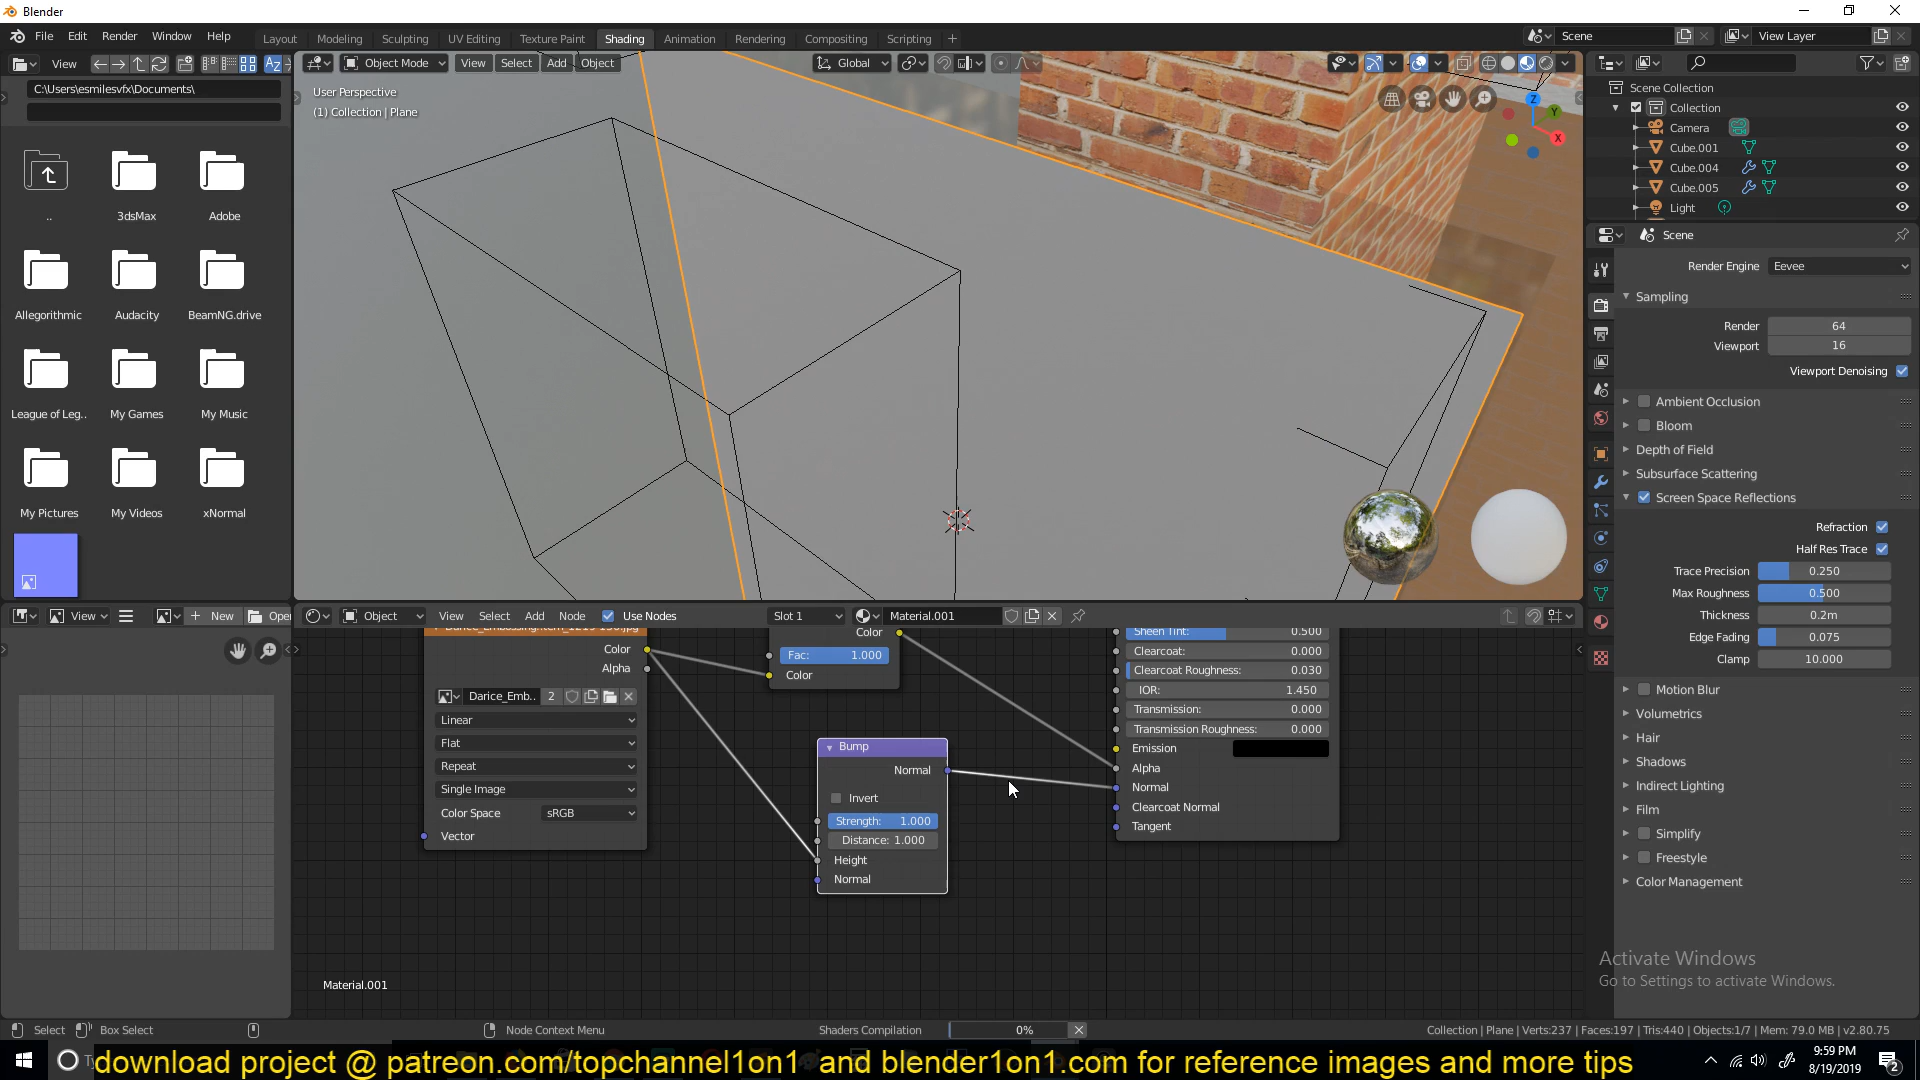 Blender
File Edit Render Window Help
Layout Modeling Sculpting UV Editing Texture Paint Shading Animation Rendering Compositing Scripting
Scene
View Layer
View
C:\Users\esmilesvfx\Documents\
..
3dsMax
Adobe
Allegorithmic
Audacity
BeamNG.drive
League of Leg..
My Games
My Music
My Pictures
My Videos
xNormal
Object Mode View Select Add Object
Global
User Perspective
(1) Collection | Plane
Z
Y
X
Scene Collection
Collection
Camera
Cube.001
Cube.004
Cube.005
Light
Scene
Render Engine Eevee
Sampling
Render 64
Viewport 16
Viewport Denoising
Ambient Occlusion
Bloom
Depth of Field
Subsurface Scattering
Screen Space Reflections
Refraction
Half Res Trace
Trace Precision 0.250
Max Roughness 0.500
Thickness 0.2m
Edge Fading 0.075
Clamp 10.000
Motion Blur
Volumetrics
Hair
Shadows
Indirect Lighting
Film
Simplify
Freestyle
Color Management
View New Open
Object View Select Add Node Use Nodes Slot 1 Material.001
Color
Alpha
Darice_Emb.. 2
Linear
Flat
Repeat
Single Image
Color Space sRGB
Vector
Color
Fac: 1.000
Color
Bump
Normal
Invert
Strength: 1.000
Distance: 1.000
Height
Normal
Sheen Tint: 0.500
Clearcoat: 0.000
Clearcoat Roughness: 0.030
IOR: 1.450
Transmission: 0.000
Transmission Roughness: 0.000
Emission
Alpha
Normal
Clearcoat Normal
Tangent
Material.001
Activate Windows
Go to Settings to activate Windows.
Select Box Select Node Context Menu Shaders Compilation 0% Collection | Plane | Verts:237 | Faces:197 | Tris:440 | Objects:1/7 | Mem: 79.0 MB | v2.80.75
download project @ patreon.com/topchannel1on1 and blender1on1.com for reference images and more tips
9:59 PM
8/19/2019
2